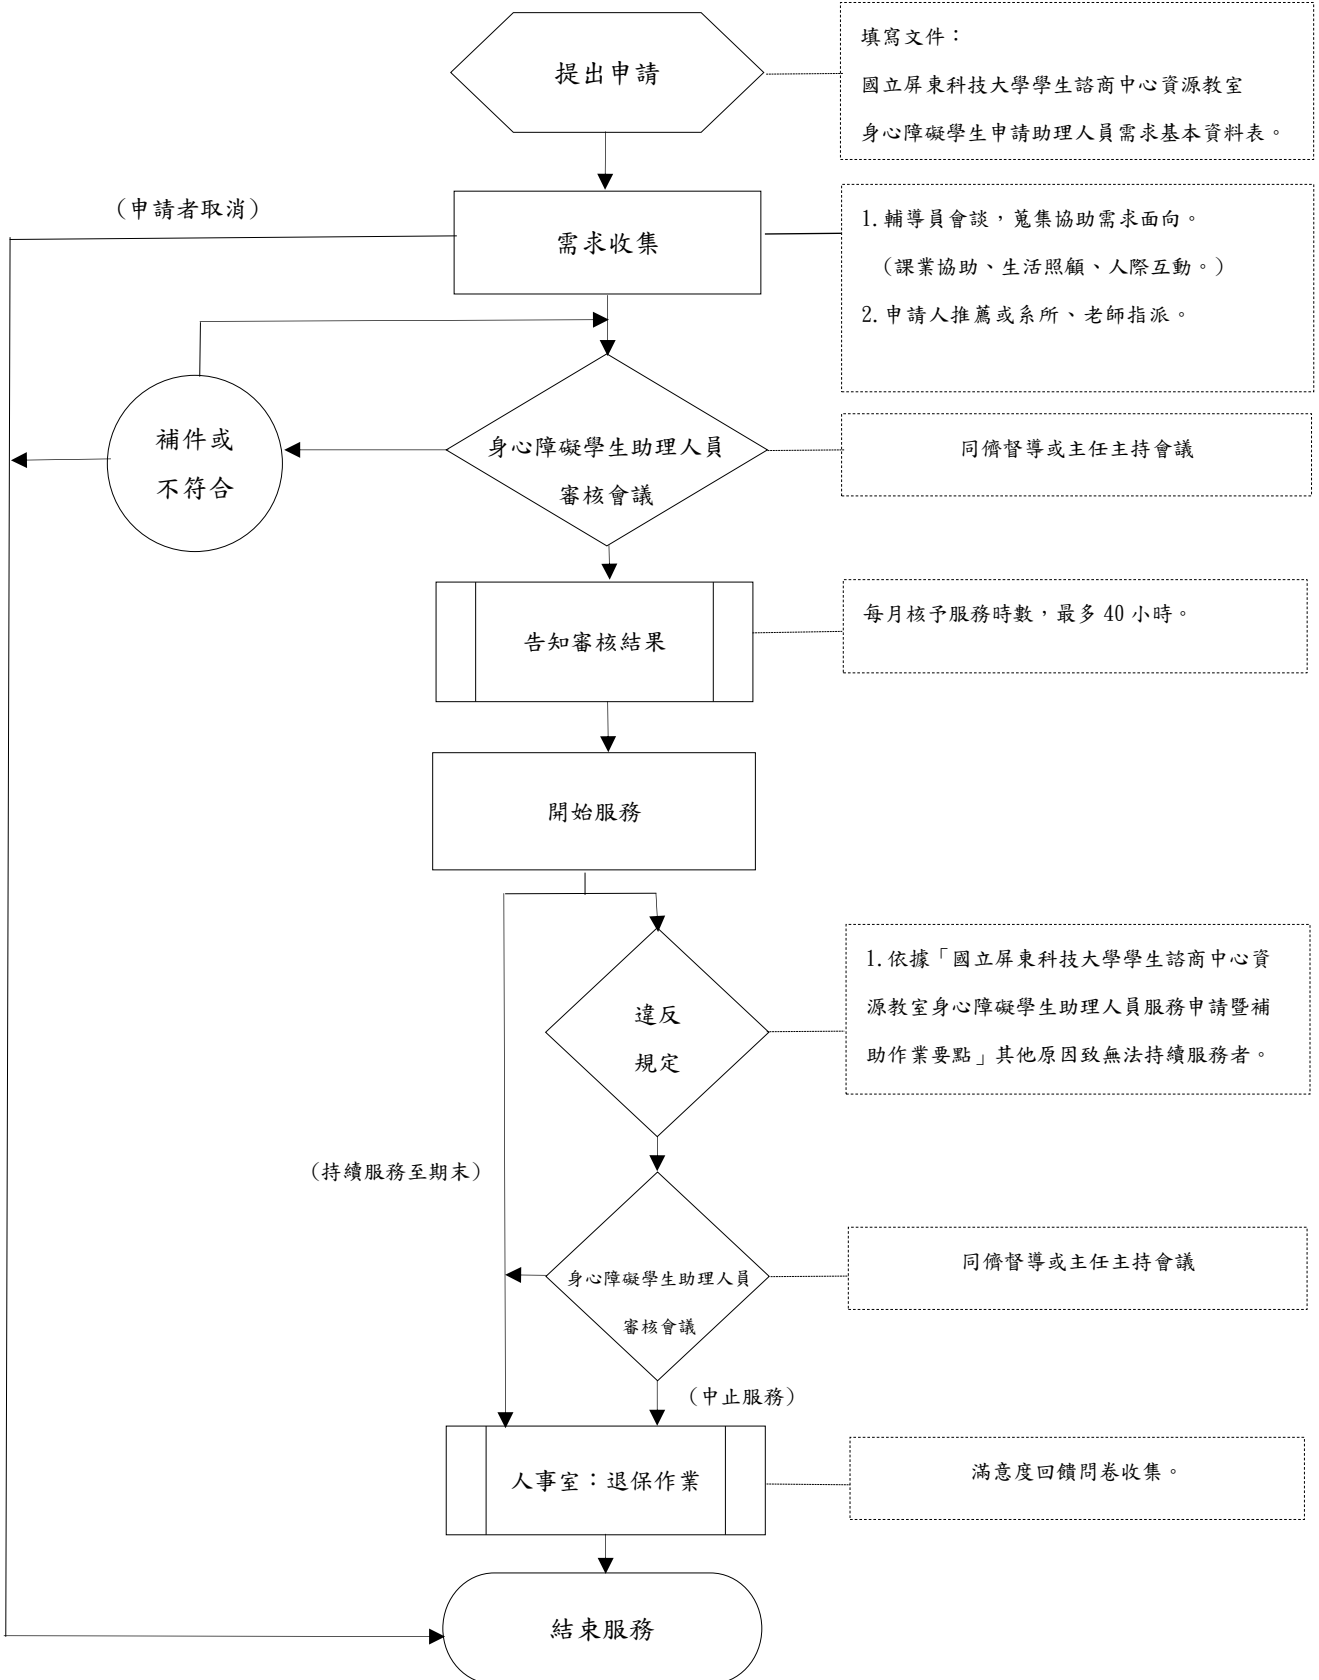 提出申請
填寫文件：
國立屏東科技大學學生諮商中心資源教室
身心障礙學生申請助理人員需求基本資料表。
(申請者取消)
需求收集
1.輔導員會談，蒐集協助需求面向。
（課業協助、生活照顧、人際互動。）
2.申請人推薦或系所、老師指派。
補件或
不符合
身心障礙學生助理人員
審核會議
同儕督導或主任主持會議
告知審核結果
每月核予服務時數，最多 40 小時。
開始服務
違反
規定
1.依據「國立屏東科技大學學生諮商中心資
源教室身心障礙學生助理人員服務申請暨補
助作業要點」其他原因致無法持續服務者。
(持續服務至期末)
身心障礙學生助理人員
審核會議
同儕督導或主任主持會議
(中止服務)
人事室：退保作業
滿意度回饋問卷收集。
結束服務